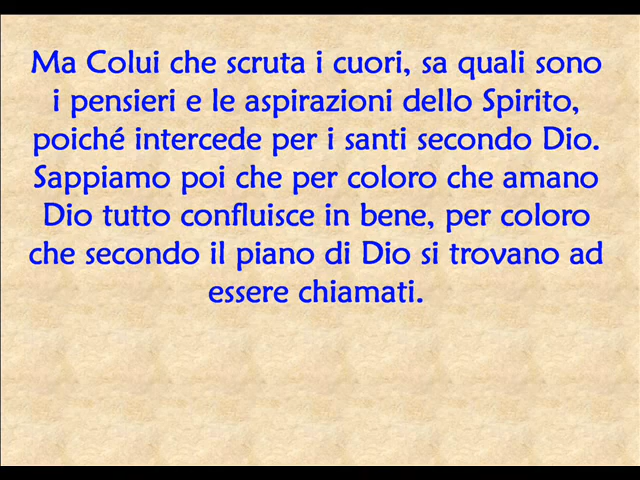 Ma Colui che scruta i cuori, sa quali sono
i pensieri e le aspirazioni dello Spirito,
poiché intercede per i santi secondo Dio.
Sappiamo poi che per coloro che amano
Dio tutto confluisce in bene, per coloro
che secondo il piano di Dio si trovano ad
essere chiamati.